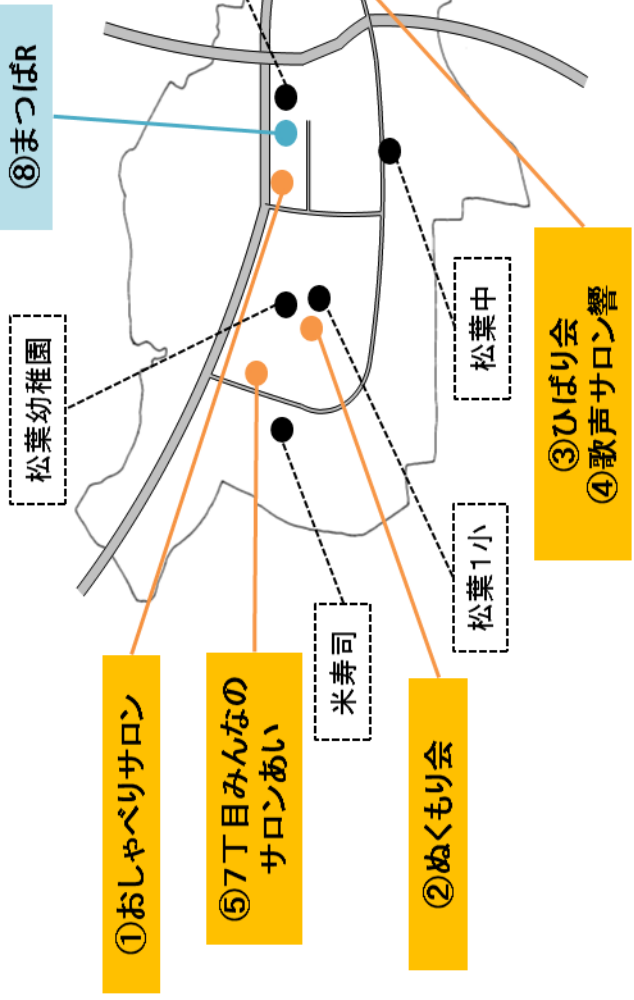 ⑧まつばR
松葉幼稚園
松葉中
③ひばり会
④歌声サロン響
松葉1小
米寿司
①おしゃべりサロン
⑤7丁目みんなの
サロンあい
②ぬくもり会